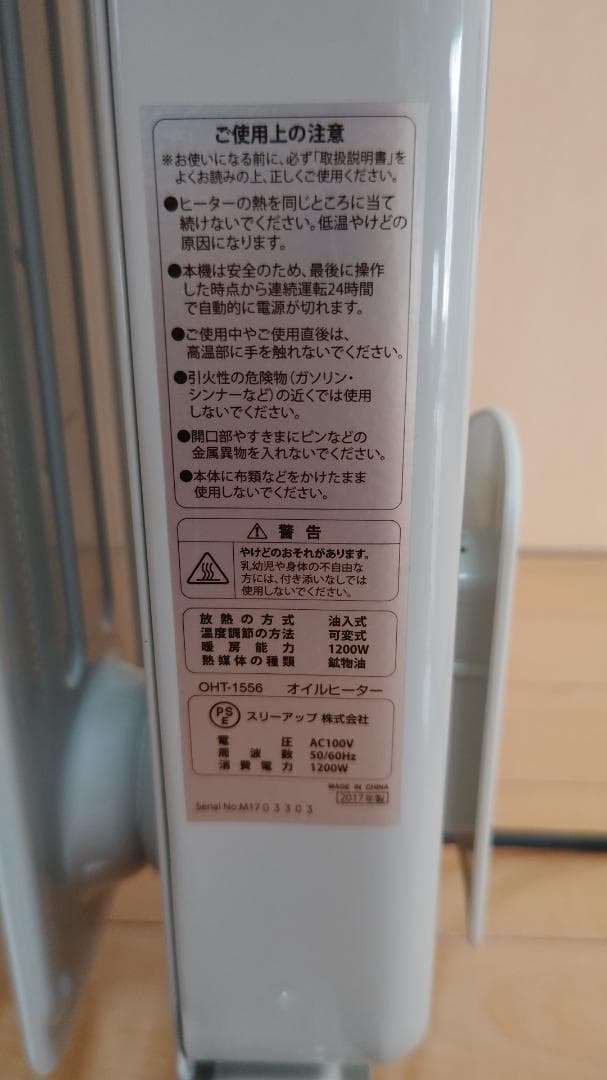 ご使用上の注意
※お使いになる前に、必ず「取扱説明書」を
よくお読みの上、正しくご使用ください。
●ヒーターの熱を同じところに当て
続けないでください。低温やけどの
原因になります。
●本機は安全のため、最後に操作
した時点から連続運転24時間
で自動的に電源が切れます。
●ご使用中やご使用直後は、
高温部に手を触れないでください。
●引火性の危険物（ガソリン・
シンナーなど）の近くでは使用
しないでください。
●開口部やすきまにピンなどの
金属異物を入れないでください。
●本体に布類などをかけたまま
使用しないでください。
⚠ 警告
やけどのおそれがあります。
乳幼児や身体の不自由な
方には、付き添いなしでは
使用しないでください。
放熱の方式 油入式
温度調節の方法 可変式
暖房能力 1200W
熱媒体の種類 鉱物油
OHT-1556 オイルヒーター
PSE スリーアップ 株式会社
電圧 AC100V
周波数 50/60Hz
消費電力 1200W
MADE IN CHINA
2017年製
Serial No.M1703303